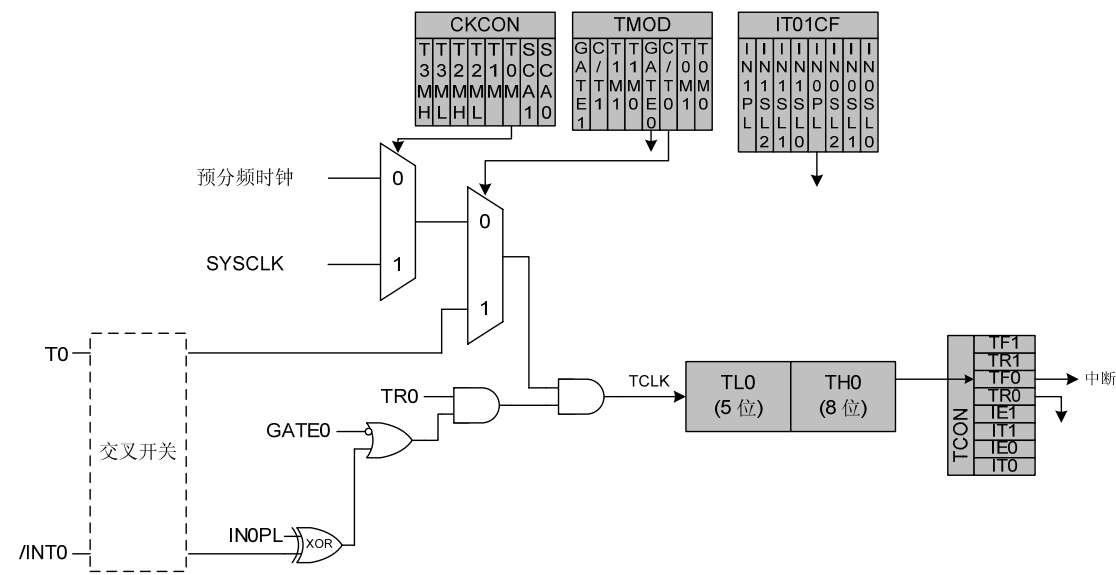 CKCON
T3MH T3ML T2MH T2ML T1M T0M SCA1 SCA0
TMOD
GATE1 C/T1 T1M1 T1M0 GATE0 C/T0 T0M1 T0M0
IT01CF
IN1PL IN1SL2 IN1SL1 IN1SL0 IN0PL IN0SL2 IN0SL1 IN0SL0
预分频时钟
0
SYSCLK
1
0
1
T0
交叉开关
/INT0
TR0
GATE0
IN0PL
XOR
TCLK
TL0
(5 位)
TH0
(8 位)
TCON
TF1
TR1
TF0
TR0
IE1
IT1
IE0
IT0
中断